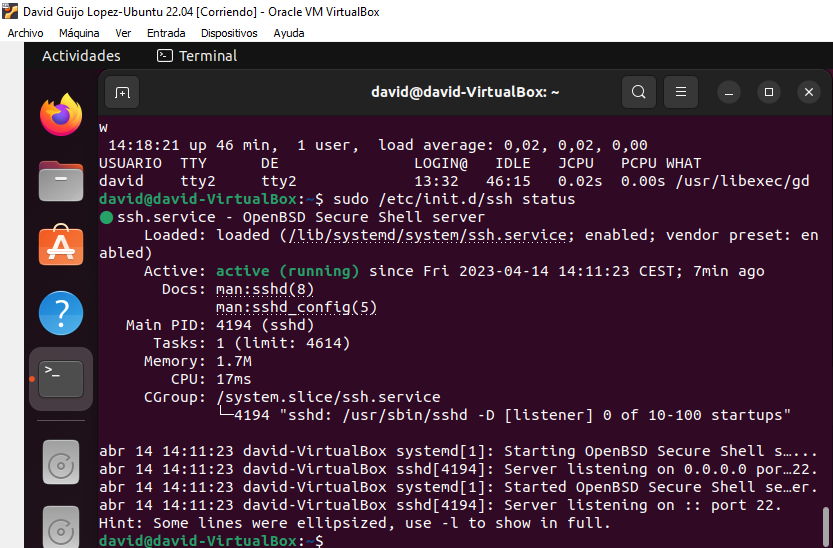 David Guijo Lopez-Ubuntu 22.04 [Corriendo] - Oracle VM VirtualBox
Archivo Máquina Ver Entrada Dispositivos Ayuda
Actividades Terminal
david@david-VirtualBox: ~
w
14:18:21 up 46 min, 1 user, load average: 0,02, 0,02, 0,00
USUARIO TTY DE LOGIN@ IDLE JCPU PCPU WHAT
david tty2 tty2 13:32 46:15 0.02s 0.00s /usr/libexec/gd
david@david-VirtualBox:~$ sudo /etc/init.d/ssh status
ssh.service - OpenBSD Secure Shell server
Loaded: loaded (/lib/systemd/system/ssh.service; enabled; vendor preset: en
abled)
Active: active (running) since Fri 2023-04-14 14:11:23 CEST; 7min ago
Docs: man:sshd(8)
man:sshd_config(5)
Main PID: 4194 (sshd)
Tasks: 1 (limit: 4614)
Memory: 1.7M
CPU: 17ms
CGroup: /system.slice/ssh.service
└─4194 "sshd: /usr/sbin/sshd -D [listener] 0 of 10-100 startups"
abr 14 14:11:23 david-VirtualBox systemd[1]: Starting OpenBSD Secure Shell s…...
abr 14 14:11:23 david-VirtualBox sshd[4194]: Server listening on 0.0.0.0 por…22.
abr 14 14:11:23 david-VirtualBox systemd[1]: Started OpenBSD Secure Shell se…er.
abr 14 14:11:23 david-VirtualBox sshd[4194]: Server listening on :: port 22.
Hint: Some lines were ellipsized, use -l to show in full.
david@david-VirtualBox:~$